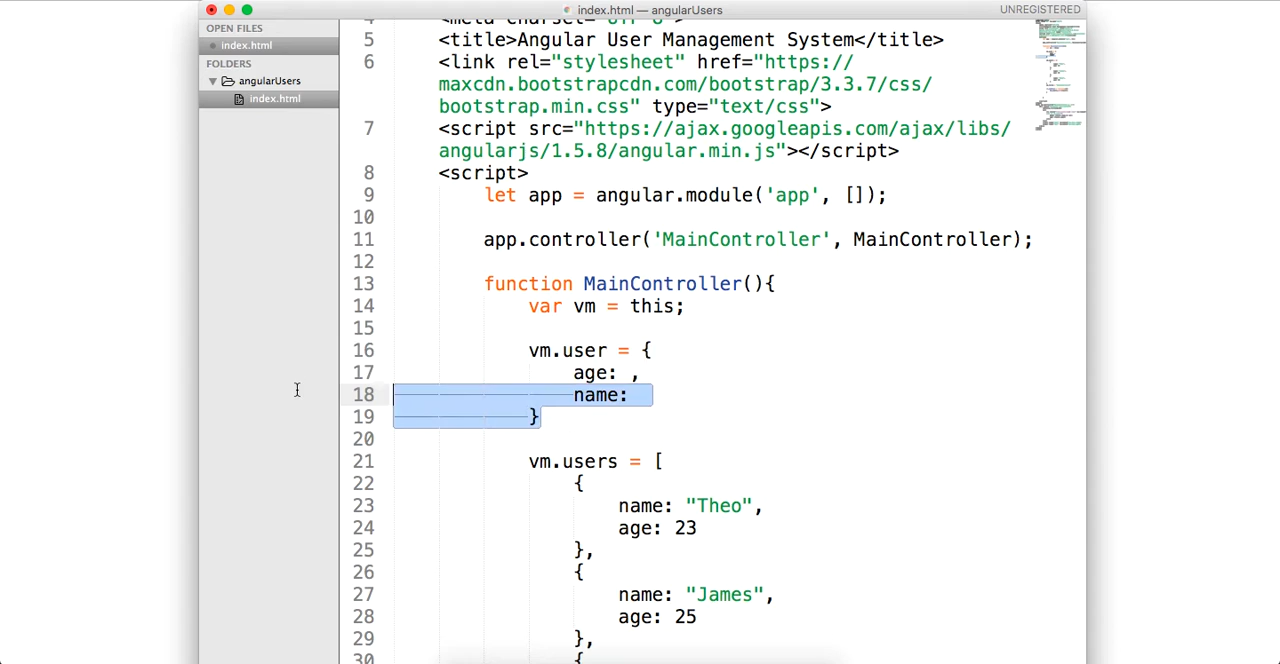 index.html — angularUsers
UNREGISTERED
OPEN FILES
index.html
FOLDERS
angularUsers
index.html
4 <meta charset="UTF-8">
5 <title>Angular User Management System</title>
6 <link rel="stylesheet" href="https://
maxcdn.bootstrapcdn.com/bootstrap/3.3.7/css/
bootstrap.min.css" type="text/css">
7 <script src="https://ajax.googleapis.com/ajax/libs/
angularjs/1.5.8/angular.min.js"></script>
8 <script>
9 let app = angular.module('app', []);
10
11 app.controller('MainController', MainController);
12
13 function MainController(){
14 var vm = this;
15
16 vm.user = {
17 age: ,
18 name:
19 }
20
21 vm.users = [
22 {
23 name: "Theo",
24 age: 23
25 },
26 {
27 name: "James",
28 age: 25
29 },
30 {